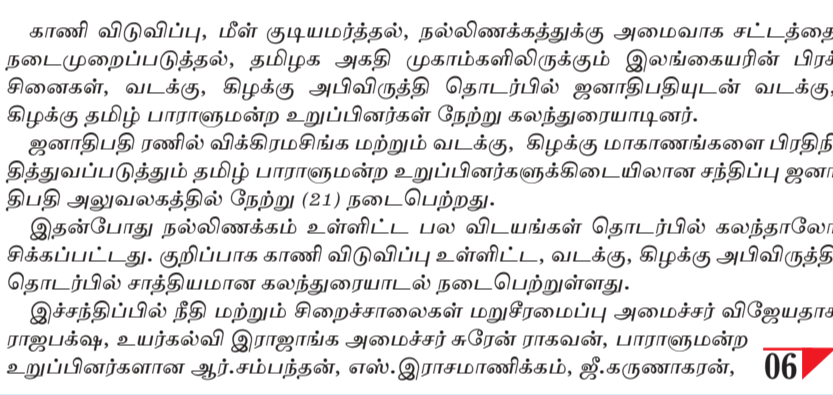 காணி விடுவிப்பு, மீள் குடியமர்த்தல், நல்லிணக்கத்துக்கு அமைவாக சட்டத்தை
நடைமுறைப்படுத்தல், தமிழக அகதி முகாம்களிலிருக்கும் இலங்கையரின் பிரச்
சினைகள், வடக்கு, கிழக்கு அபிவிருத்தி தொடர்பில் ஜனாதிபதியுடன் வடக்கு,
கிழக்கு தமிழ் பாராளுமன்ற உறுப்பினர்கள் நேற்று கலந்துரையாடினர்.
ஜனாதிபதி ரணில் விக்கிரமசிங்க மற்றும் வடக்கு, கிழக்கு மாகாணங்களை பிரதிநி
தித்துவப்படுத்தும் தமிழ் பாராளுமன்ற உறுப்பினர்களுக்கிடையிலான சந்திப்பு ஜனா
திபதி அலுவலகத்தில் நேற்று (21) நடைபெற்றது.
இதன்போது நல்லிணக்கம் உள்ளிட்ட பல விடயங்கள் தொடர்பில் கலந்தாலோ
சிக்கப்பட்டது. குறிப்பாக காணி விடுவிப்பு உள்ளிட்ட, வடக்கு, கிழக்கு அபிவிருத்தி
தொடர்பில் சாத்தியமான கலந்துரையாடல் நடைபெற்றுள்ளது.
இச்சந்திப்பில் நீதி மற்றும் சிறைச்சாலைகள் மறுசீரமைப்பு அமைச்சர் விஜேயதாச
ராஜபக்‌ஷ, உயர்கல்வி இராஜாங்க அமைச்சர் சுரேன் ராகவன், பாராளுமன்ற
உறுப்பினர்களான ஆர்.சம்பந்தன், எஸ்.இராசமாணிக்கம், ஜீ.கருணாகரன், 06